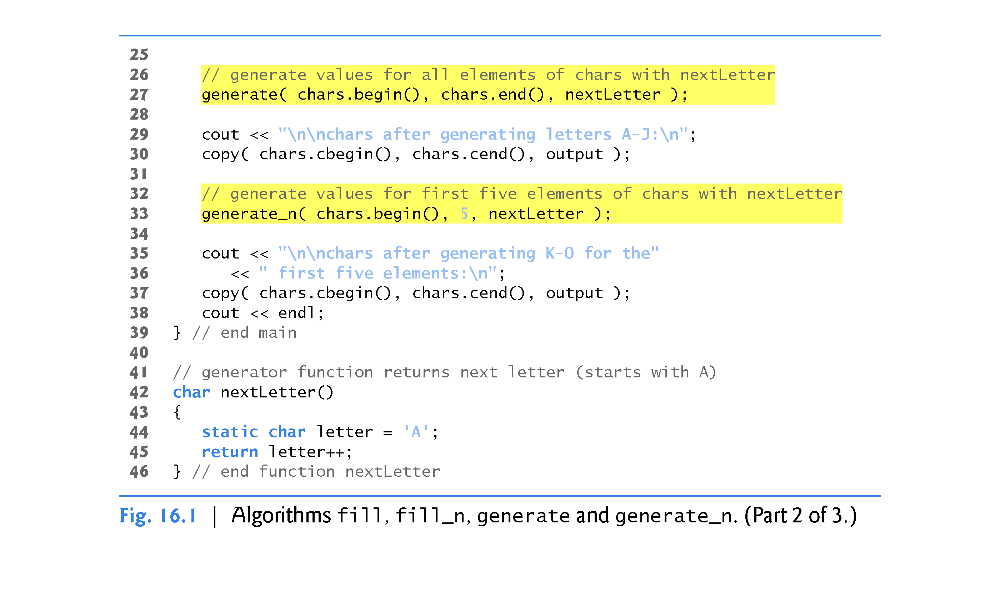 25
26 // generate values for all elements of chars with nextLetter
27 generate( chars.begin(), chars.end(), nextLetter );
28
29 cout << "\n\nchars after generating letters A-J:\n";
30 copy( chars.cbegin(), chars.cend(), output );
31
32 // generate values for first five elements of chars with nextLetter
33 generate_n( chars.begin(), 5, nextLetter );
34
35 cout << "\n\nchars after generating K-O for the"
36 << " first five elements:\n";
37 copy( chars.cbegin(), chars.cend(), output );
38 cout << endl;
39 } // end main
40
41 // generator function returns next letter (starts with A)
42 char nextLetter()
43 {
44 static char letter = 'A';
45 return letter++;
46 } // end function nextLetter
Fig. 16.1 | Algorithms fill, fill_n, generate and generate_n. (Part 2 of 3.)